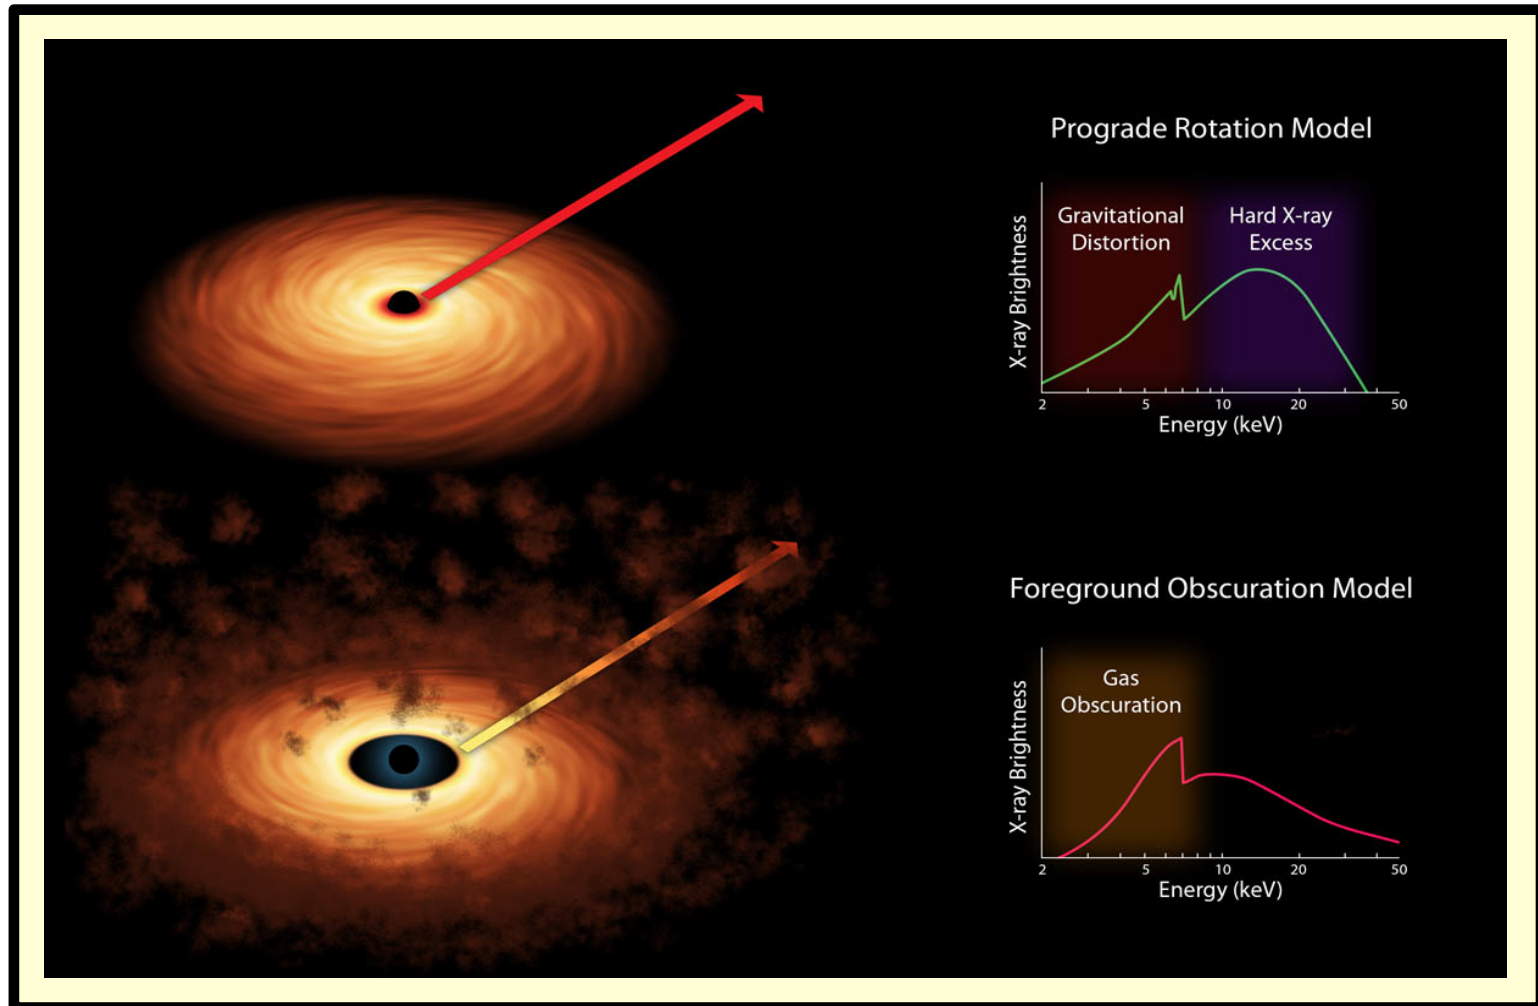 Prograde Rotation Model
Gravitational
Distortion
Hard X-ray
Excess
X-ray Brightness
2
5
10
20
50
Energy (keV)
Foreground Obscuration Model
Gas
Obscuration
X-ray Brightness
2
5
10
20
50
Energy (keV)